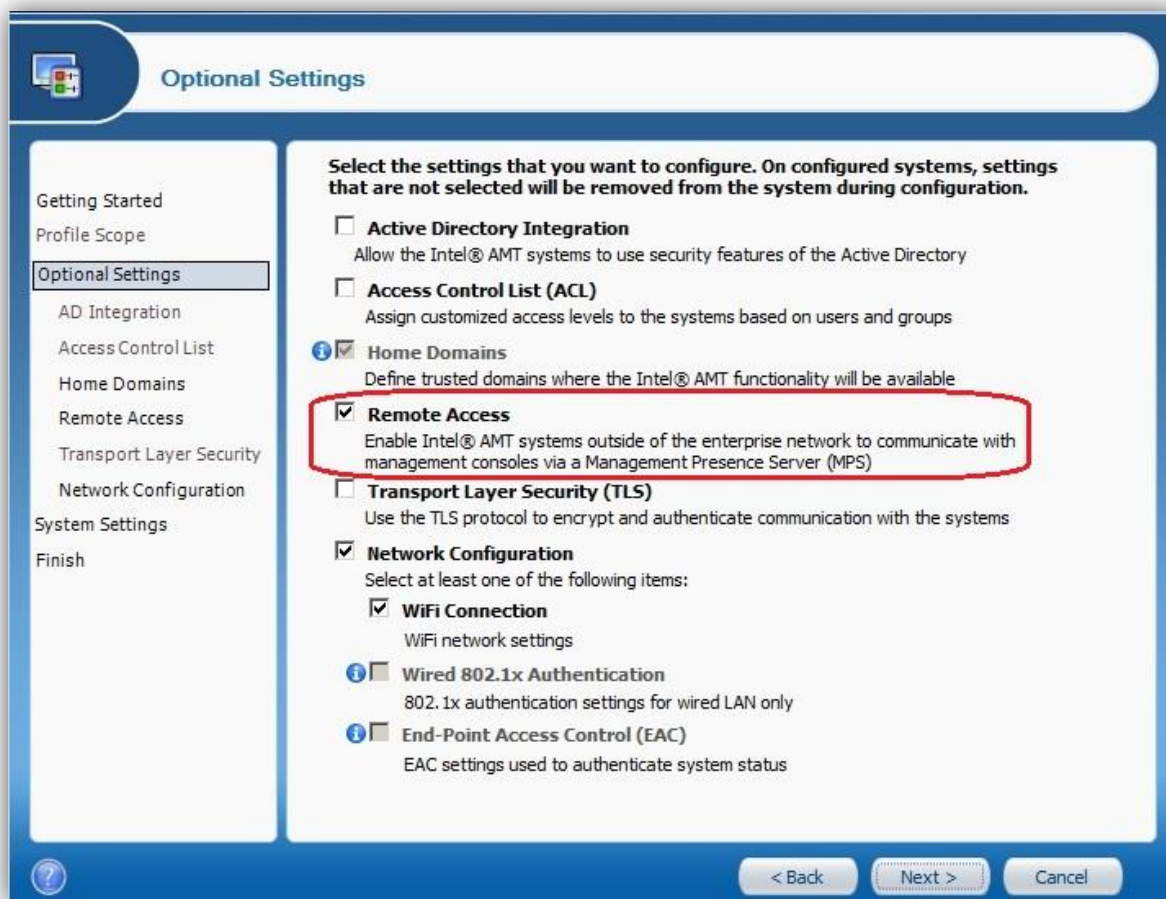 Optional Settings
Getting Started
Profile Scope
Optional Settings
AD Integration
Access Control List
Home Domains
Remote Access
Transport Layer Security
Network Configuration
System Settings
Finish
Select the settings that you want to configure. On configured systems, settings
that are not selected will be removed from the system during configuration.
Active Directory Integration
Allow the Intel® AMT systems to use security features of the Active Directory
Access Control List (ACL)
Assign customized access levels to the systems based on users and groups
Home Domains
Define trusted domains where the Intel® AMT functionality will be available
Remote Access
Enable Intel® AMT systems outside of the enterprise network to communicate with
management consoles via a Management Presence Server (MPS)
Transport Layer Security (TLS)
Use the TLS protocol to encrypt and authenticate communication with the systems
Network Configuration
Select at least one of the following items:
WiFi Connection
WiFi network settings
Wired 802.1x Authentication
802.1x authentication settings for wired LAN only
End-Point Access Control (EAC)
EAC settings used to authenticate system status
< Back
Next >
Cancel